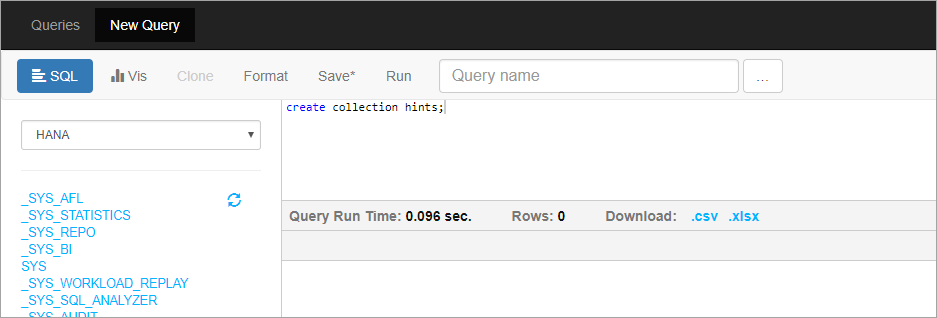 Queries New Query
SQL Vis Clone Format Save* Run Query name ...
create collection hints;
HANA
_SYS_AFL
_SYS_STATISTICS
_SYS_REPO
_SYS_BI
SYS
_SYS_WORKLOAD_REPLAY
_SYS_SQL_ANALYZER
_SYS_AUDIT
Query Run Time: 0.096 sec. Rows: 0 Download: .csv .xlsx